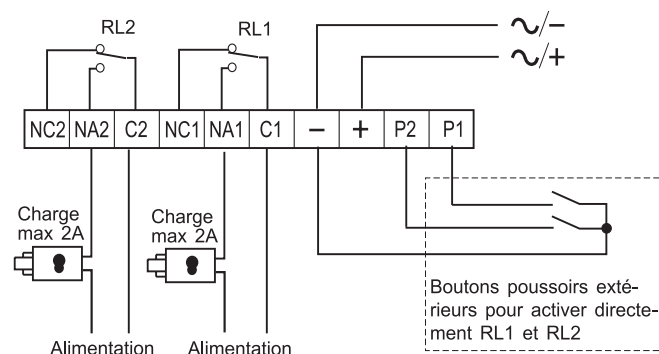 RL2
RL1
∿/−
∿/+
NC2 NA2 C2 NC1 NA1 C1 − + P2 P1
Charge
max 2A
Charge
max 2A
Boutons poussoirs exté-
rieurs pour activer directe-
ment RL1 et RL2
Alimentation
Alimentation